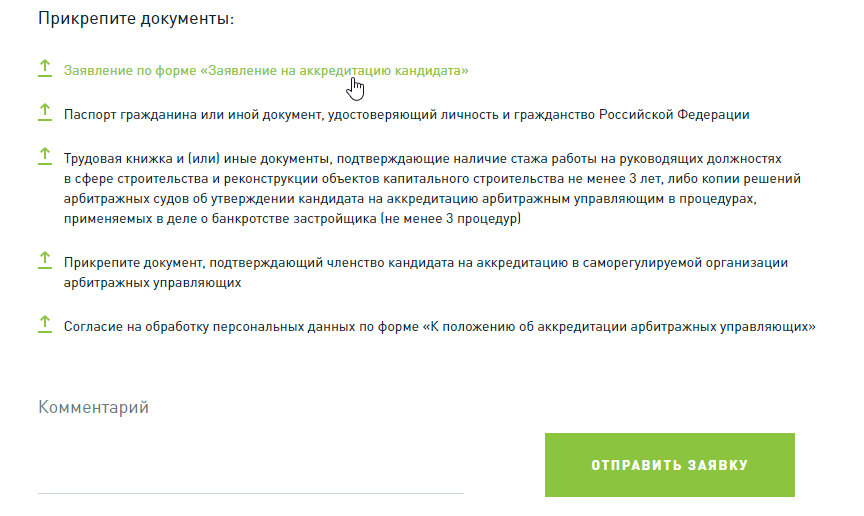 Прикрепите документы:
Заявление по форме «Заявление на аккредитацию кандидата»
Паспорт гражданина или иной документ, удостоверяющий личность и гражданство Российской Федерации
Трудовая книжка и (или) иные документы, подтверждающие наличие стажа работы на руководящих должностях
в сфере строительства и реконструкции объектов капитального строительства не менее 3 лет, либо копии решений
арбитражных судов об утверждении кандидата на аккредитацию арбитражным управляющим в процедурах,
применяемых в деле о банкротстве застройщика (не менее 3 процедур)
Прикрепите документ, подтверждающий членство кандидата на аккредитацию в саморегулируемой организации
арбитражных управляющих
Согласие на обработку персональных данных по форме «К положению об аккредитации арбитражных управляющих»
Комментарий
ОТПРАВИТЬ ЗАЯВКУ